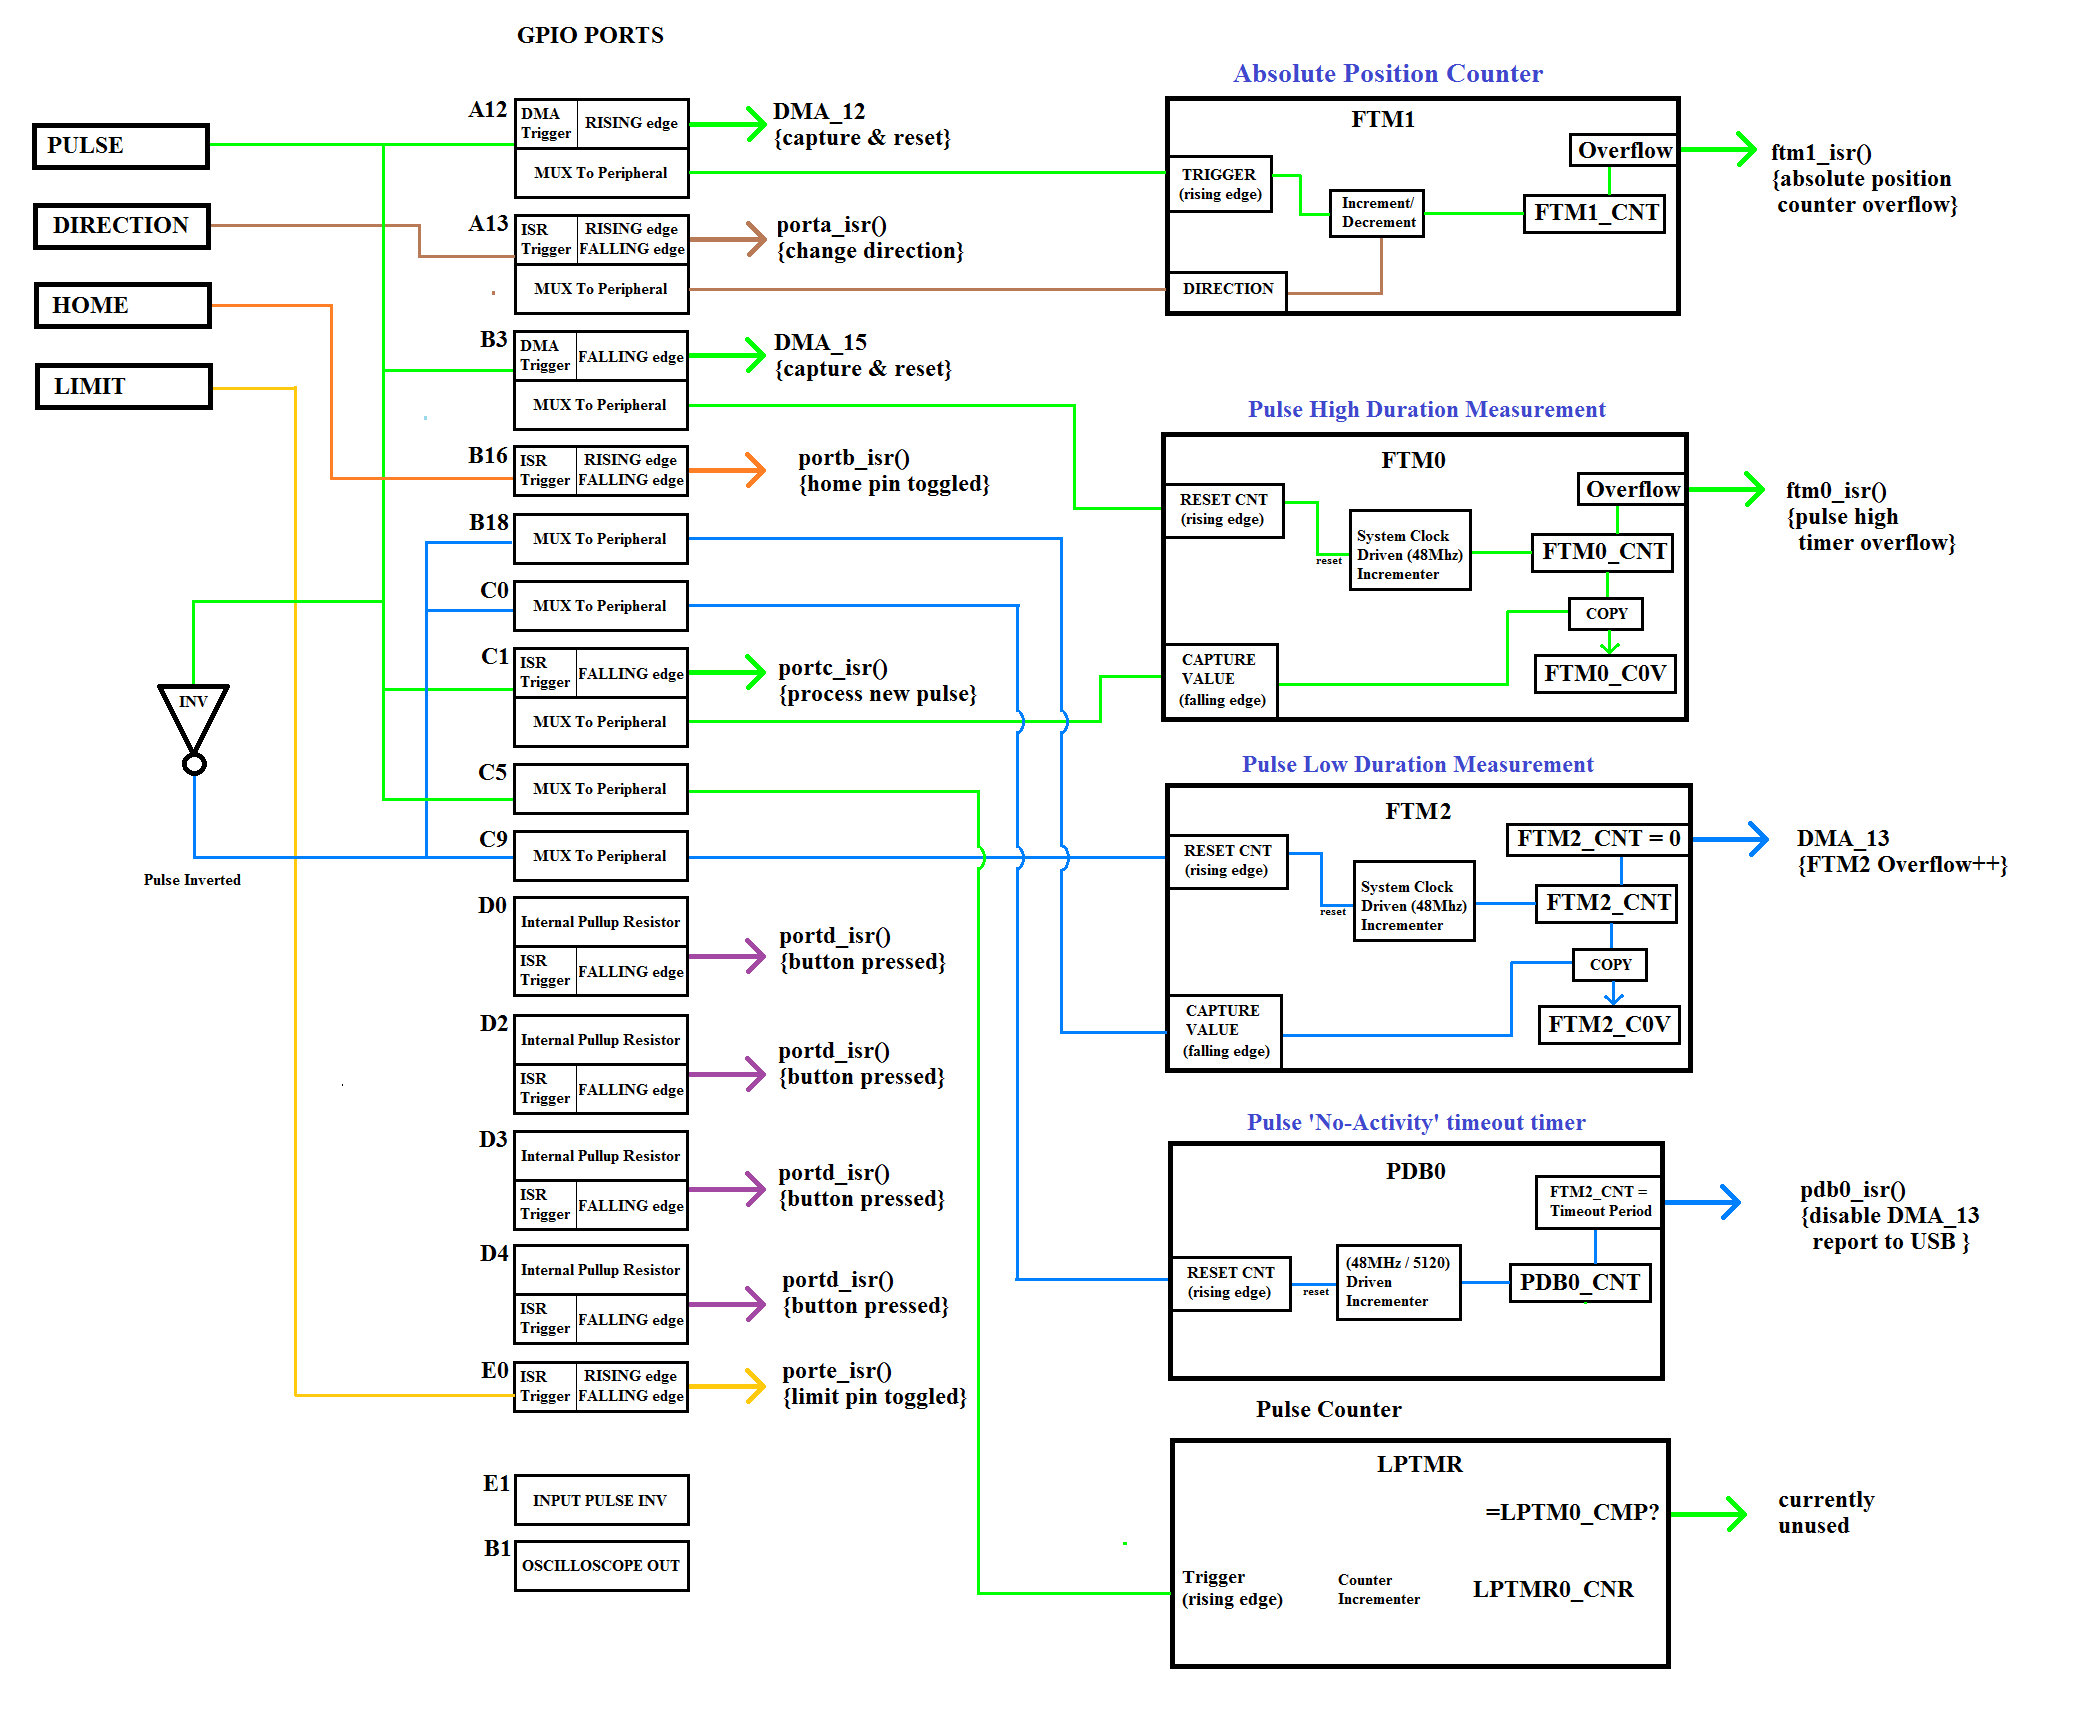 GPIO PORTS
PULSE
DIRECTION
HOME
LIMIT
INV
Pulse Inverted
A12
DMA
Trigger
RISING edge
MUX To Peripheral
DMA_12
{capture & reset}
A13
ISR
Trigger
RISING edge
FALLING edge
MUX To Peripheral
porta_isr()
{change direction}
B3
DMA
Trigger
FALLING edge
MUX To Peripheral
DMA_15
{capture & reset}
B16
ISR
Trigger
RISING edge
FALLING edge
portb_isr()
{home pin toggled}
B18
MUX To Peripheral
C0
MUX To Peripheral
C1
ISR
Trigger
FALLING edge
MUX To Peripheral
portc_isr()
{process new pulse}
C5
MUX To Peripheral
C9
MUX To Peripheral
D0
Internal Pullup Resistor
ISR
Trigger
FALLING edge
portd_isr()
{button pressed}
D2
Internal Pullup Resistor
ISR
Trigger
FALLING edge
portd_isr()
{button pressed}
D3
Internal Pullup Resistor
ISR
Trigger
FALLING edge
portd_isr()
{button pressed}
D4
Internal Pullup Resistor
ISR
Trigger
FALLING edge
portd_isr()
{button pressed}
E0
ISR
Trigger
RISING edge
FALLING edge
porte_isr()
{limit pin toggled}
E1
INPUT PULSE INV
B1
OSCILLOSCOPE OUT
Absolute Position Counter
FTM1
TRIGGER
(rising edge)
Increment/
Decrement
DIRECTION
Overflow
FTM1_CNT
ftm1_isr()
{absolute position
counter overflow}
Pulse High Duration Measurement
FTM0
RESET CNT
(rising edge)
reset
System Clock
Driven (48Mhz)
Incrementer
Overflow
FTM0_CNT
COPY
FTM0_C0V
CAPTURE
VALUE
(falling edge)
ftm0_isr()
{pulse high
timer overflow}
Pulse Low Duration Measurement
FTM2
RESET CNT
(rising edge)
reset
System Clock
Driven (48Mhz)
Incrementer
FTM2_CNT = 0
FTM2_CNT
COPY
FTM2_C0V
CAPTURE
VALUE
(falling edge)
DMA_13
{FTM2 Overflow++}
Pulse 'No-Activity' timeout timer
PDB0
RESET CNT
(rising edge)
reset
(48MHz / 5120)
Driven
Incrementer
FTM2_CNT =
Timeout Period
PDB0_CNT
pdb0_isr()
{disable DMA_13
report to USB }
Pulse Counter
LPTMR
=LPTM0_CMP?
Trigger
(rising edge)
Counter
Incrementer
LPTMR0_CNR
currently
unused